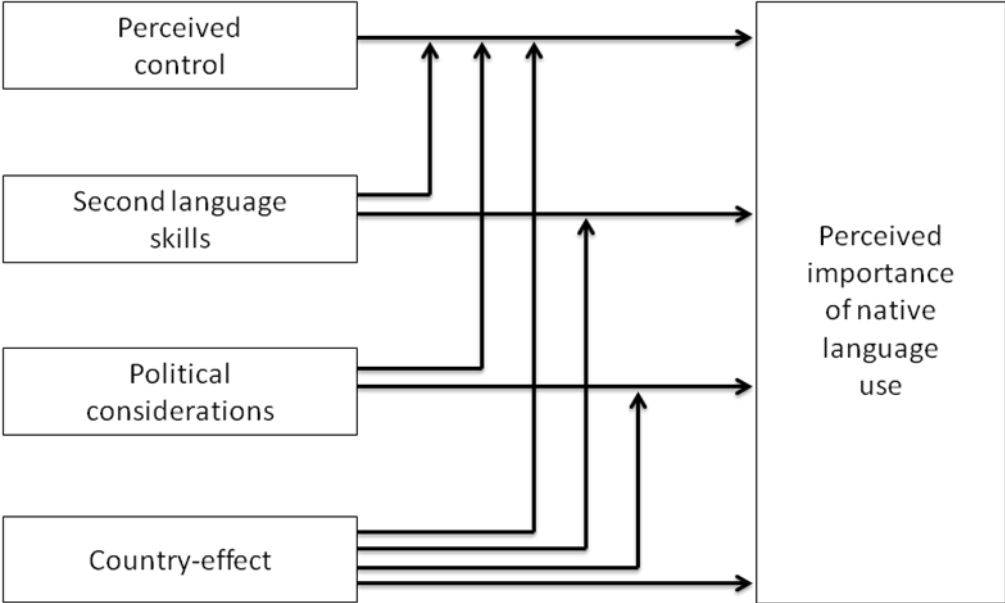 Perceived
control
Second language
skills
Political
considerations
Country-effect
Perceived
importance
of native
language
use